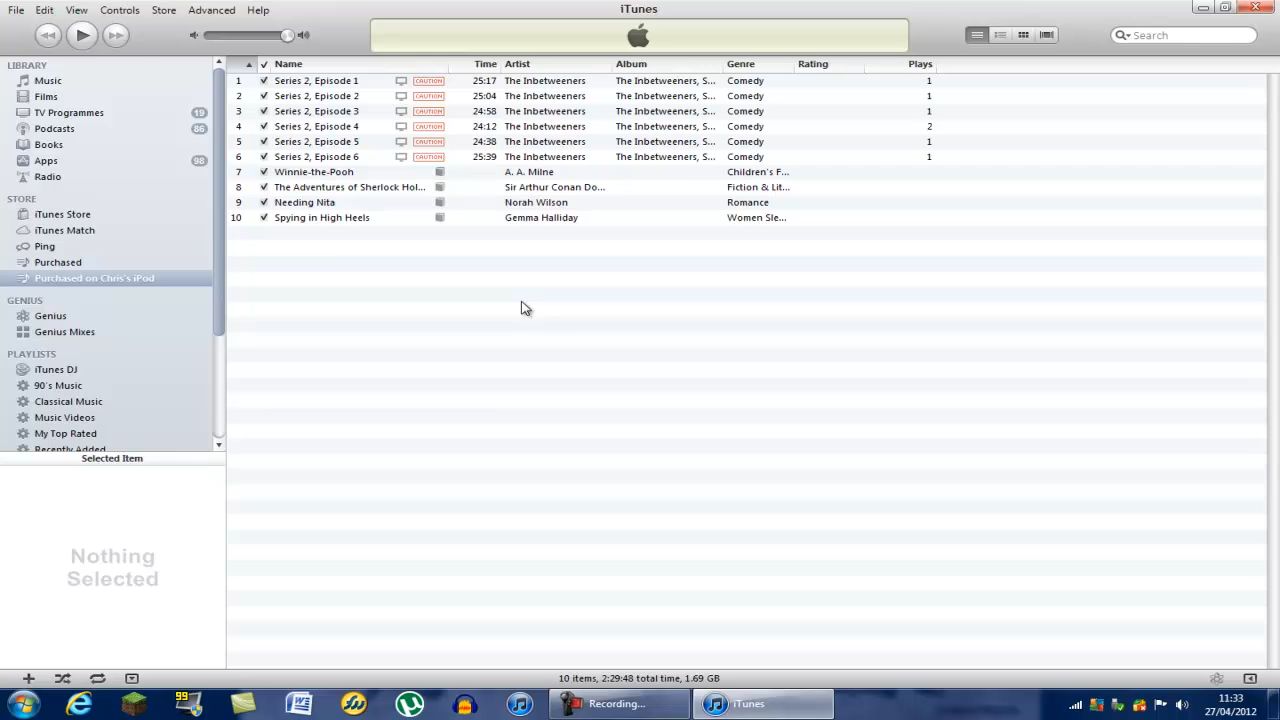 iTunes
File Edit View Controls Store Advanced Help
Search
LIBRARY
Music
Films
TV Programmes 19
Podcasts 86
Books
Apps 98
Radio
STORE
iTunes Store
iTunes Match
Ping
Purchased
Purchased on Chris's iPod
GENIUS
Genius
Genius Mixes
PLAYLISTS
iTunes DJ
90's Music
Classical Music
Music Videos
My Top Rated
Recently Added
Selected Item
Nothing
Selected
Name Time Artist Album Genre Rating Plays
1 Series 2, Episode 1 CAUTION 25:17 The Inbetweeners The Inbetweeners, S... Comedy 1
2 Series 2, Episode 2 CAUTION 25:04 The Inbetweeners The Inbetweeners, S... Comedy 1
3 Series 2, Episode 3 CAUTION 24:58 The Inbetweeners The Inbetweeners, S... Comedy 1
4 Series 2, Episode 4 CAUTION 24:12 The Inbetweeners The Inbetweeners, S... Comedy 2
5 Series 2, Episode 5 CAUTION 24:38 The Inbetweeners The Inbetweeners, S... Comedy 1
6 Series 2, Episode 6 CAUTION 25:39 The Inbetweeners The Inbetweeners, S... Comedy 1
7 Winnie-the-Pooh A. A. Milne Children's F...
8 The Adventures of Sherlock Hol... Sir Arthur Conan Do... Fiction & Lit...
9 Needing Nita Norah Wilson Romance
10 Spying in High Heels Gemma Halliday Women Sle...
10 items, 2:29:48 total time, 1.69 GB
99
Recording...
iTunes
11:33
27/04/2012